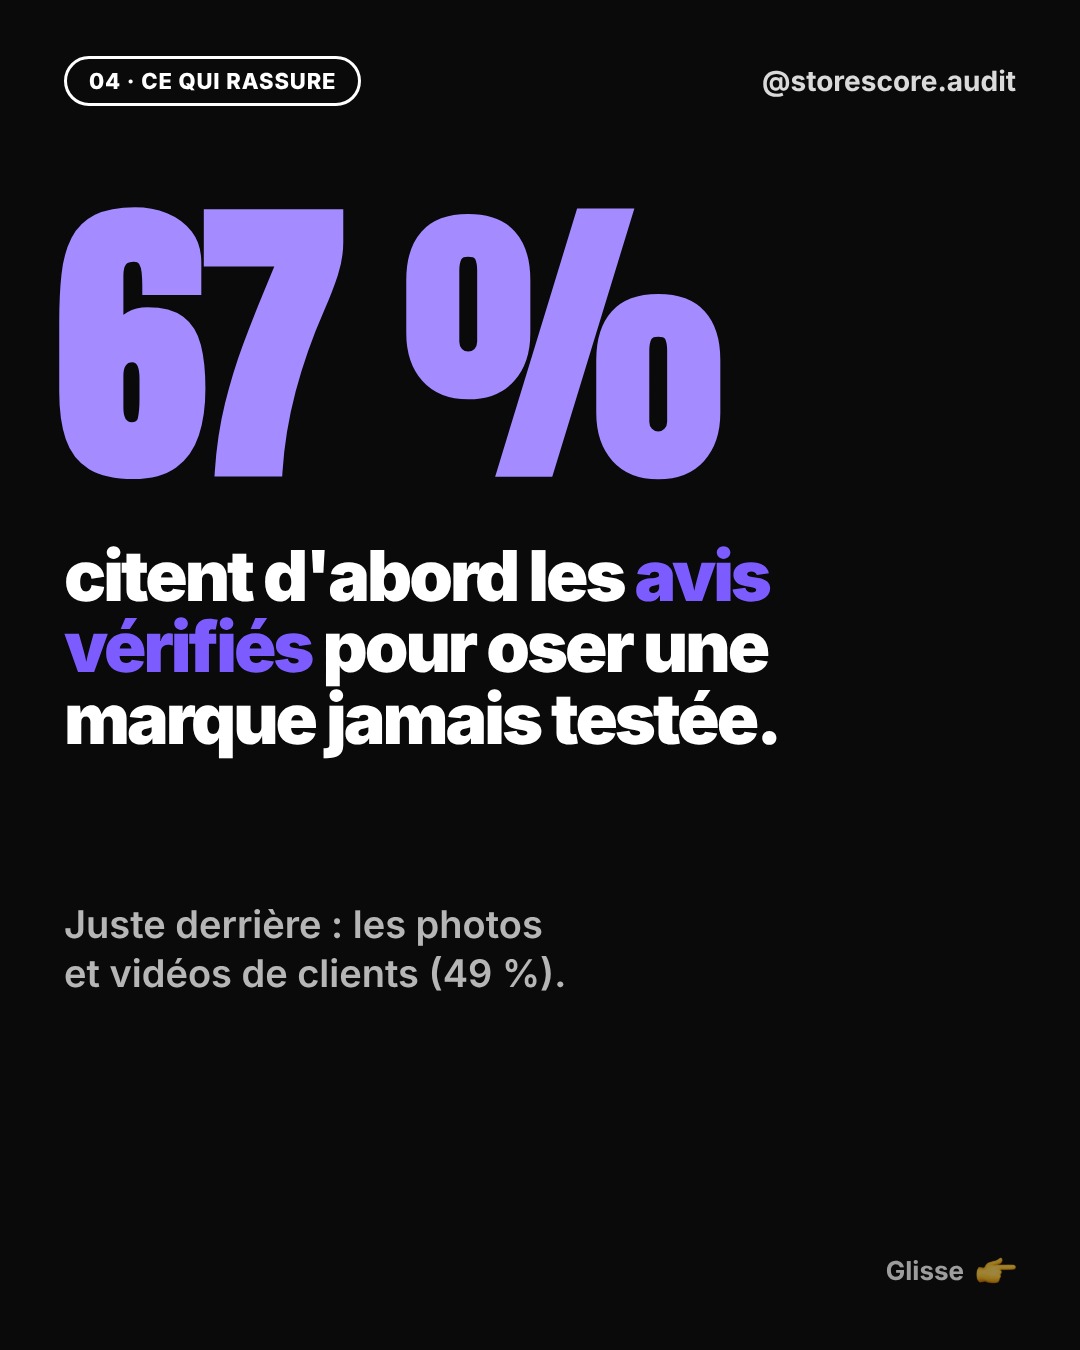 04 · CE QUI RASSURE
@storescore.audit
67 %
citent d'abord les avis
vérifiés pour oser une
marque jamais testée.
Juste derrière : les photos
et vidéos de clients (49 %).
Glisse 👉